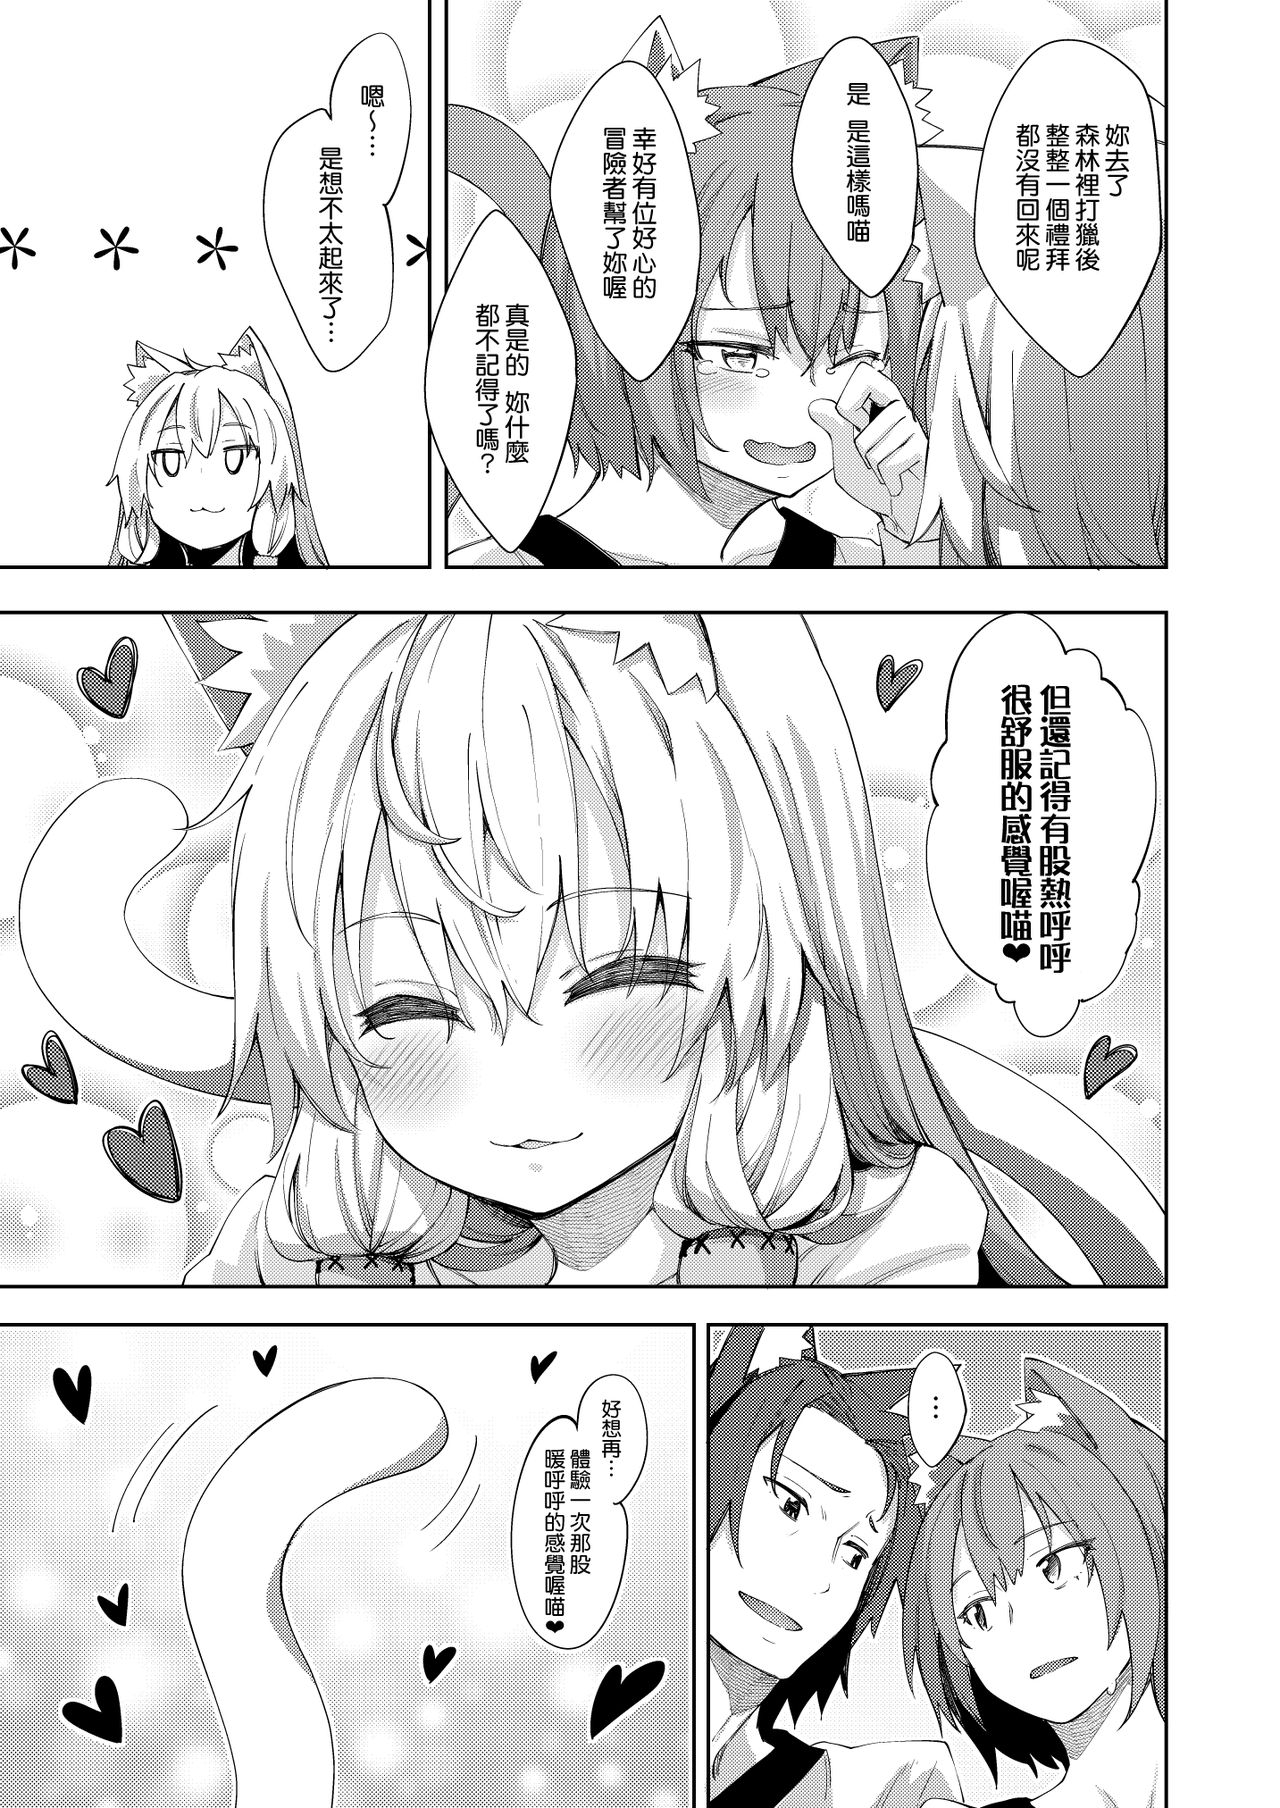 妳去了
森林裡打獵後
整整一個禮拜
都沒有回來呢
是 是這樣嗎喵
幸好有位好心的
冒險者幫了妳喔
真是的 妳什麼
都不記得了嗎？
嗯～…
是想不太起來了…
但還記得有股熱呼呼
很舒服的感覺喔喵❤
…
好想再…
體驗一次那股
暖呼呼的感覺喔喵❤